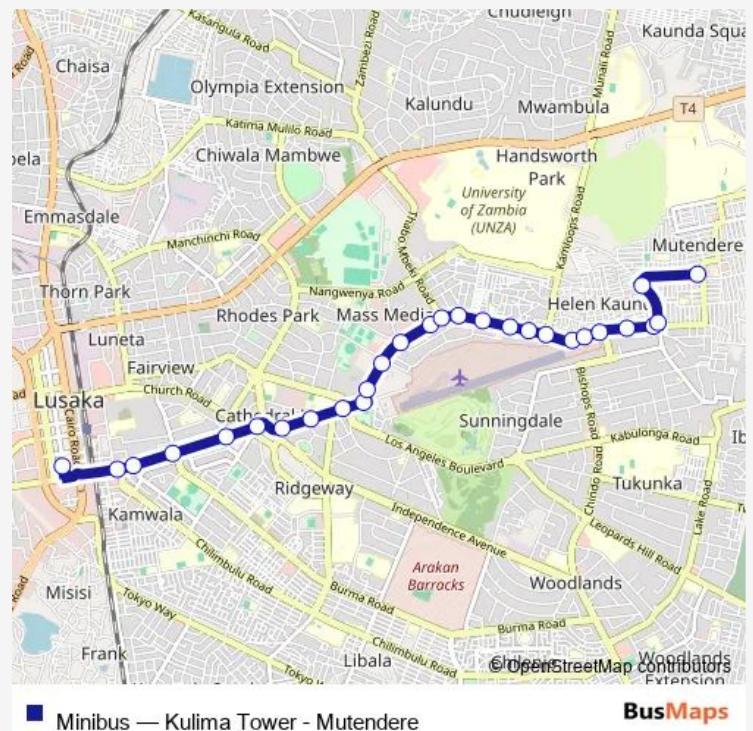 Chudleigh
Kasangula Road
Kaunda Squa
Chaisa
Zambezi Road
Munali Road
Olympia Extension
Kalundu
Mwambula
T4
Katima Mulilo Road
pela
Chiwala Mambwe
Handsworth
Park
University
of Zambia
(UNZA)
Emmasdale
Thabo Mbeki Road
Kamloops Road
Manchinchi Road
Mutendere
Nangwenya Road
Thorn Park
Helen Kaun
Rhodes Park
Mass Medi
Luneta
Fairview
Church Road
Lusaka
Cairo Road
Cathedral
Sunningdale
Bishops Road
Los Angeles Boulevard
Kabulonga Road
Ib
Ridgeway
Tukunka
Chindo Road
Lake Road
Kamwala
Independence Avenue
Leopards Hill Road
Chilimbulu Road
Arakan
Barracks
Misisi
Burma Road
Woodlands
Tokyo Way
Burma Road
Frank
Libala
Chilimbulu Road
Woodlands
Extension
© OpenStreetMap contributors
Minibus — Kulima Tower - Mutendere
BusMaps